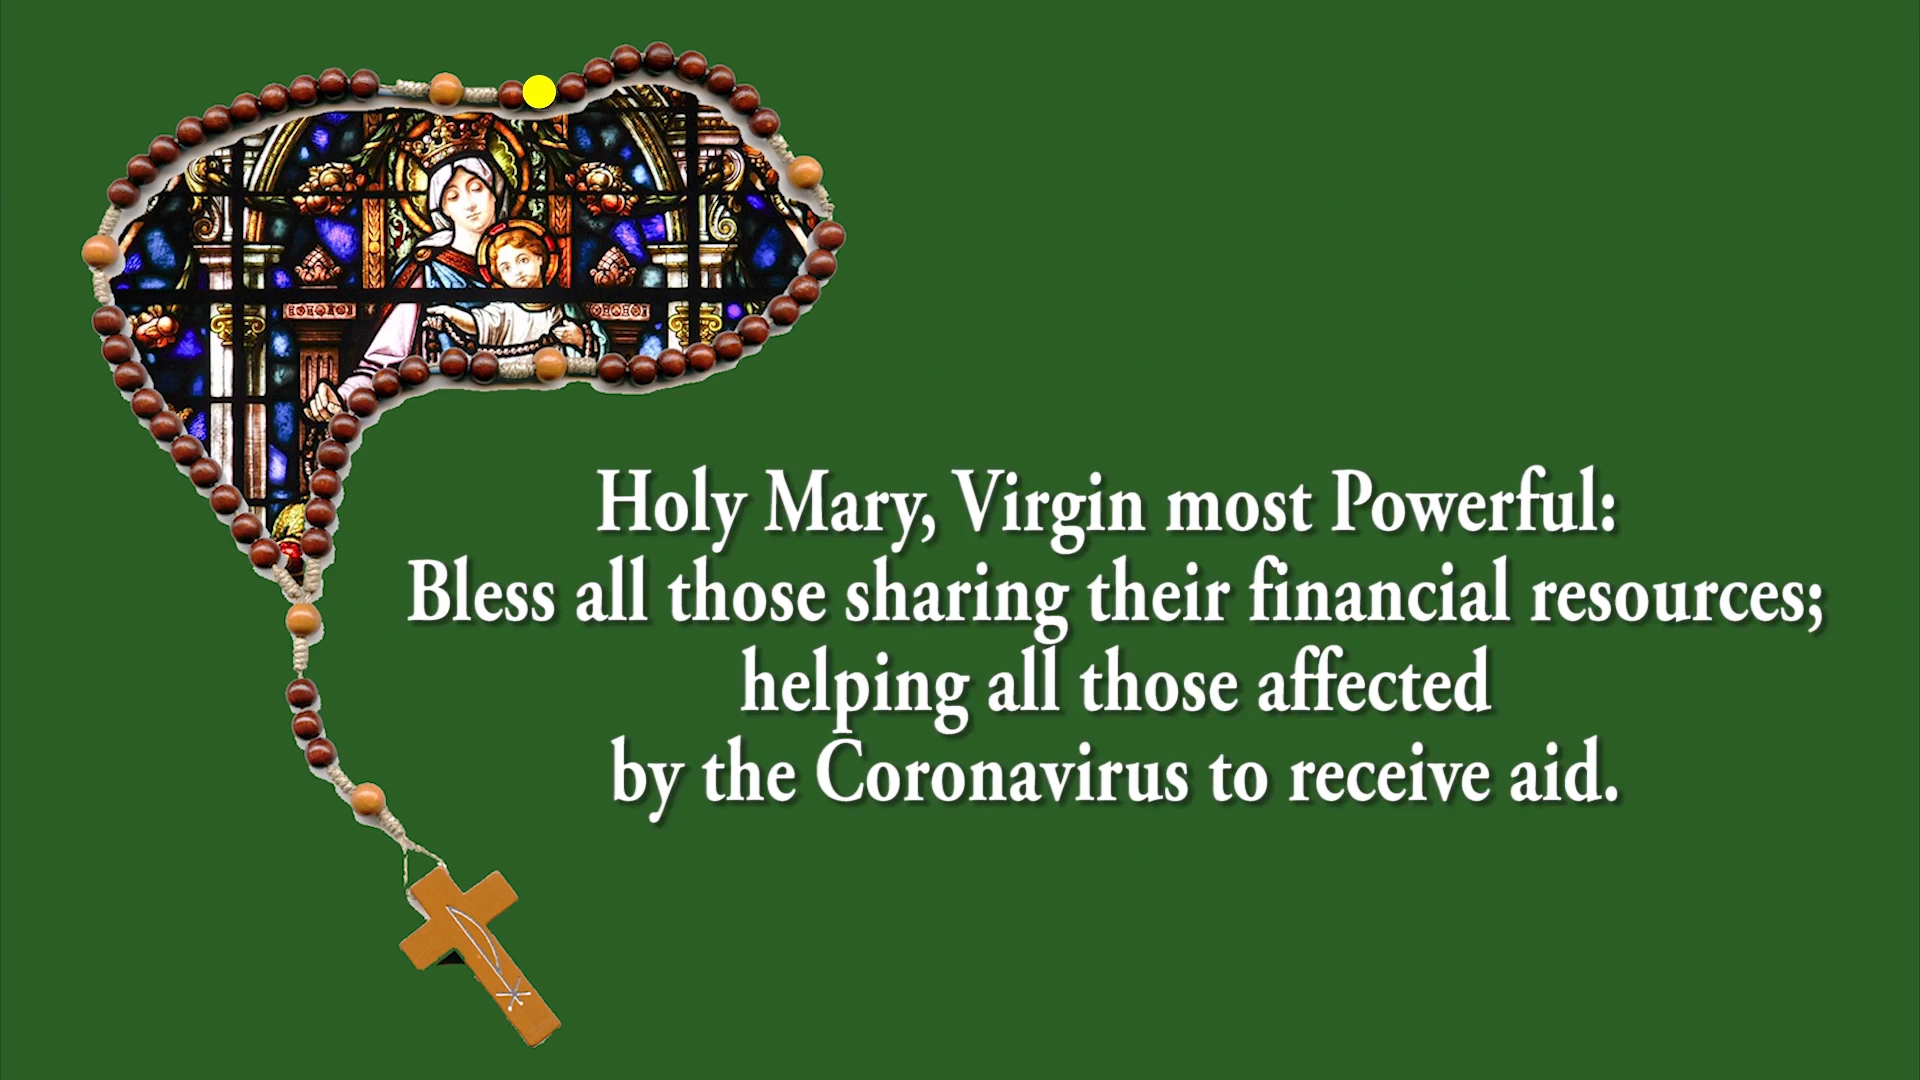 Holy Mary, Virgin most Powerful:
Bless all those sharing their financial resources;
helping all those affected
by the Coronavirus to receive aid.